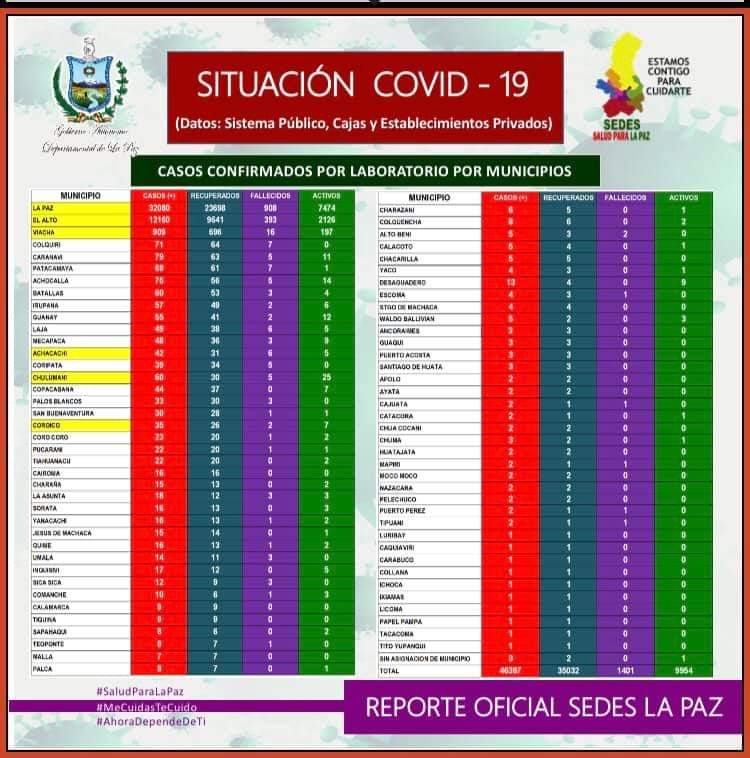 SITUACIÓN COVID - 19
(Datos: Sistema Público, Cajas y Establecimientos Privados)
Gobierno Autónomo
Departamental de La Paz
ESTAMOS
CONTIGO
PARA
CUIDARTE
SEDES
SALUD PARA LA PAZ
CASOS CONFIRMADOS POR LABORATORIO POR MUNICIPIOS
MUNICIPIO CASOS (+) RECUPERADOS FALLECIDOS ACTIVOS
LA PAZ 32080 23698 908 7474
EL ALTO 12160 9641 393 2126
VIACHA 909 696 16 197
COLQUIRI 71 64 7 0
CARANAVI 79 63 5 11
PATACAMAYA 69 61 7 1
ACHOCALLA 75 56 5 14
BATALLAS 60 53 3 4
IRUPANA 57 49 2 6
GUANAY 55 41 2 12
LAJA 49 38 6 5
MECAPACA 48 36 3 9
ACHACACHI 42 31 6 5
CORIPATA 39 34 5 0
CHULUMANI 60 30 5 25
COPACABANA 44 37 0 7
PALOS BLANCOS 33 30 3 0
SAN BUENAVENTURA 30 28 1 1
COROICO 35 26 2 7
CORO CORO 23 20 1 2
PUCARANI 22 20 1 1
TIAHUANACU 22 20 0 2
CAIROMA 16 16 0 0
CHARAÑA 15 13 0 2
LA ASUNTA 18 12 3 3
SORATA 16 13 0 3
YANACACHI 16 13 1 2
JESUS DE MACHACA 15 14 0 1
QUIME 16 13 1 2
UMALA 14 11 3 0
INQUISIVI 17 12 0 5
SICA SICA 12 9 3 0
COMANCHE 10 6 1 3
CALAMARCA 9 9 0 0
TIQUINA 9 9 0 0
SAPAHAQUI 8 6 0 2
TEOPONTE 8 7 1 0
MALLA 7 7 0 0
PALCA 8 7 0 1
MUNICIPIO CASOS (+) RECUPERADOS FALLECIDOS ACTIVOS
CHARAZANI 6 5 0 1
COLQUENCHA 8 6 0 2
ALTO BENI 5 3 2 0
CALACOTO 5 4 0 1
CHACARILLA 5 5 0 0
YACO 4 3 0 1
DESAGUADERO 13 4 0 9
ESCOMA 4 3 1 0
STGO DE MACHACA 4 4 0 0
WALDO BALLIVIAN 5 2 0 3
ANCORAIMES 3 3 0 0
GUAQUI 3 3 0 0
PUERTO ACOSTA 3 3 0 0
SANTIAGO DE HUATA 3 3 0 0
APOLO 2 2 0 0
AYATA 2 2 0 0
CAJUATA 2 1 1 0
CATACORA 2 1 0 1
CHUA COCANI 2 2 0 0
CHUMA 3 2 0 1
HUATAJATA 2 2 0 0
MAPIRI 2 1 1 0
MOCO MOCO 2 2 0 0
NAZACARA 2 2 0 0
PELECHUCO 2 2 0 0
PUERTO PEREZ 2 1 1 0
TIPUANI 2 1 1 0
LURIBAY 1 1 0 0
CAQUIAVIRI 1 1 0 0
CARABUCO 1 1 0 0
COLLANA 1 1 0 0
ICHOCA 1 1 0 0
IXIAMAS 1 1 0 0
LICOMA 1 1 0 0
PAPEL PAMPA 1 1 0 0
TACACOMA 1 1 0 0
TITO YUPANQUI 1 1 0 0
SIN ASIGNACION DE MUNICIPIO 3 2 0 1
TOTAL 46387 35032 1401 9954
#SaludParaLaPaz
#MeCuidasTeCuido
#AhoraDependeDeTi
REPORTE OFICIAL SEDES LA PAZ